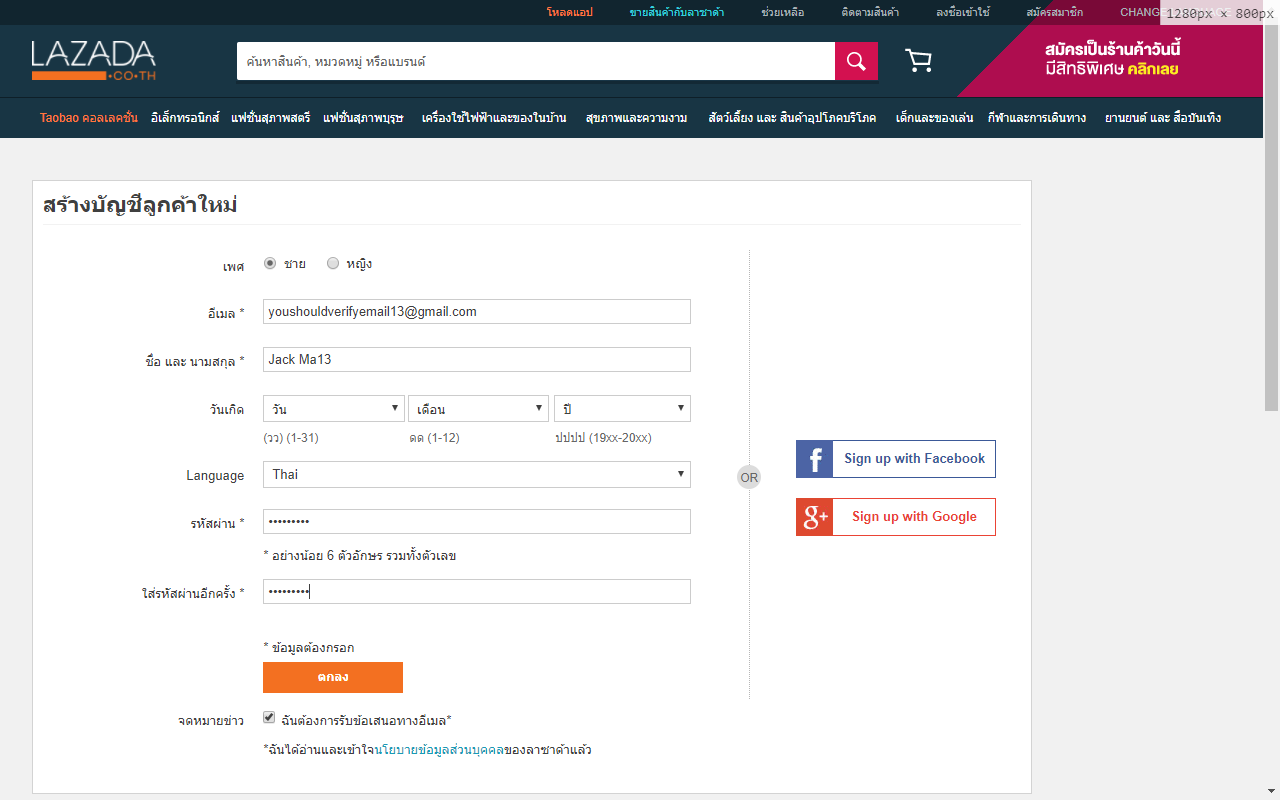 โหลดแอป ขายสินค้ากับลาซาด้า ช่วยเหลือ ติดตามสินค้า ลงชื่อเข้าใช้ สมัครสมาชิก CHANGE
1280px × 800px
LAZADA
.CO.TH
ค้นหาสินค้า, หมวดหมู่ หรือแบรนด์
สมัครเป็นร้านค้าวันนี้
มีสิทธิพิเศษ คลิกเลย
Taobao คอลเลคชั่น อิเล็กทรอนิกส์ แฟชั่นสุภาพสตรี แฟชั่นสุภาพบุรุษ เครื่องใช้ไฟฟ้าและของในบ้าน สุขภาพและความงาม สัตว์เลี้ยง และ สินค้าอุปโภคบริโภค เด็กและของเล่น กีฬาและการเดินทาง ยานยนต์ และ สื่อบันเทิง
สร้างบัญชีลูกค้าใหม่
เพศ ชาย หญิง
อีเมล * youshouldverifyemail13@gmail.com
ชื่อ และ นามสกุล * Jack Ma13
วันเกิด วัน เดือน ปี
(วว) (1-31) ดด (1-12) ปปปป (19xx-20xx)
Language Thai
OR
Sign up with Facebook
Sign up with Google
รหัสผ่าน * •••••••••
* อย่างน้อย 6 ตัวอักษร รวมทั้งตัวเลข
ใส่รหัสผ่านอีกครั้ง * •••••••••
* ข้อมูลต้องกรอก
ตกลง
จดหมายข่าว ฉันต้องการรับข้อเสนอทางอีเมล*
*ฉันได้อ่านและเข้าใจนโยบายข้อมูลส่วนบุคคลของลาซาด้าแล้ว